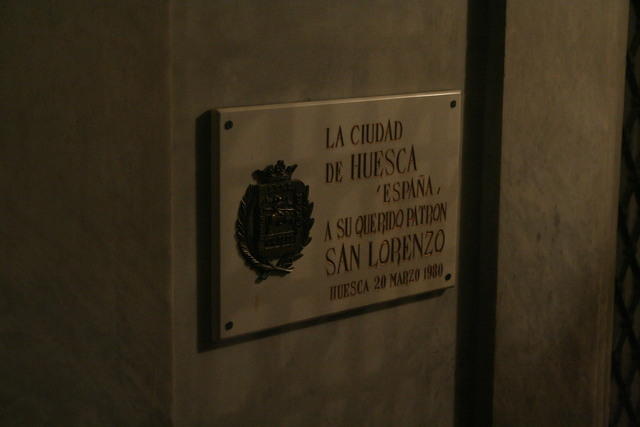 LA CIUDAD
DE HUESCA
(ESPAÑA)
A SU QUERIDO PATRON
SAN LORENZO
HUESCA 20 MARZO 1980